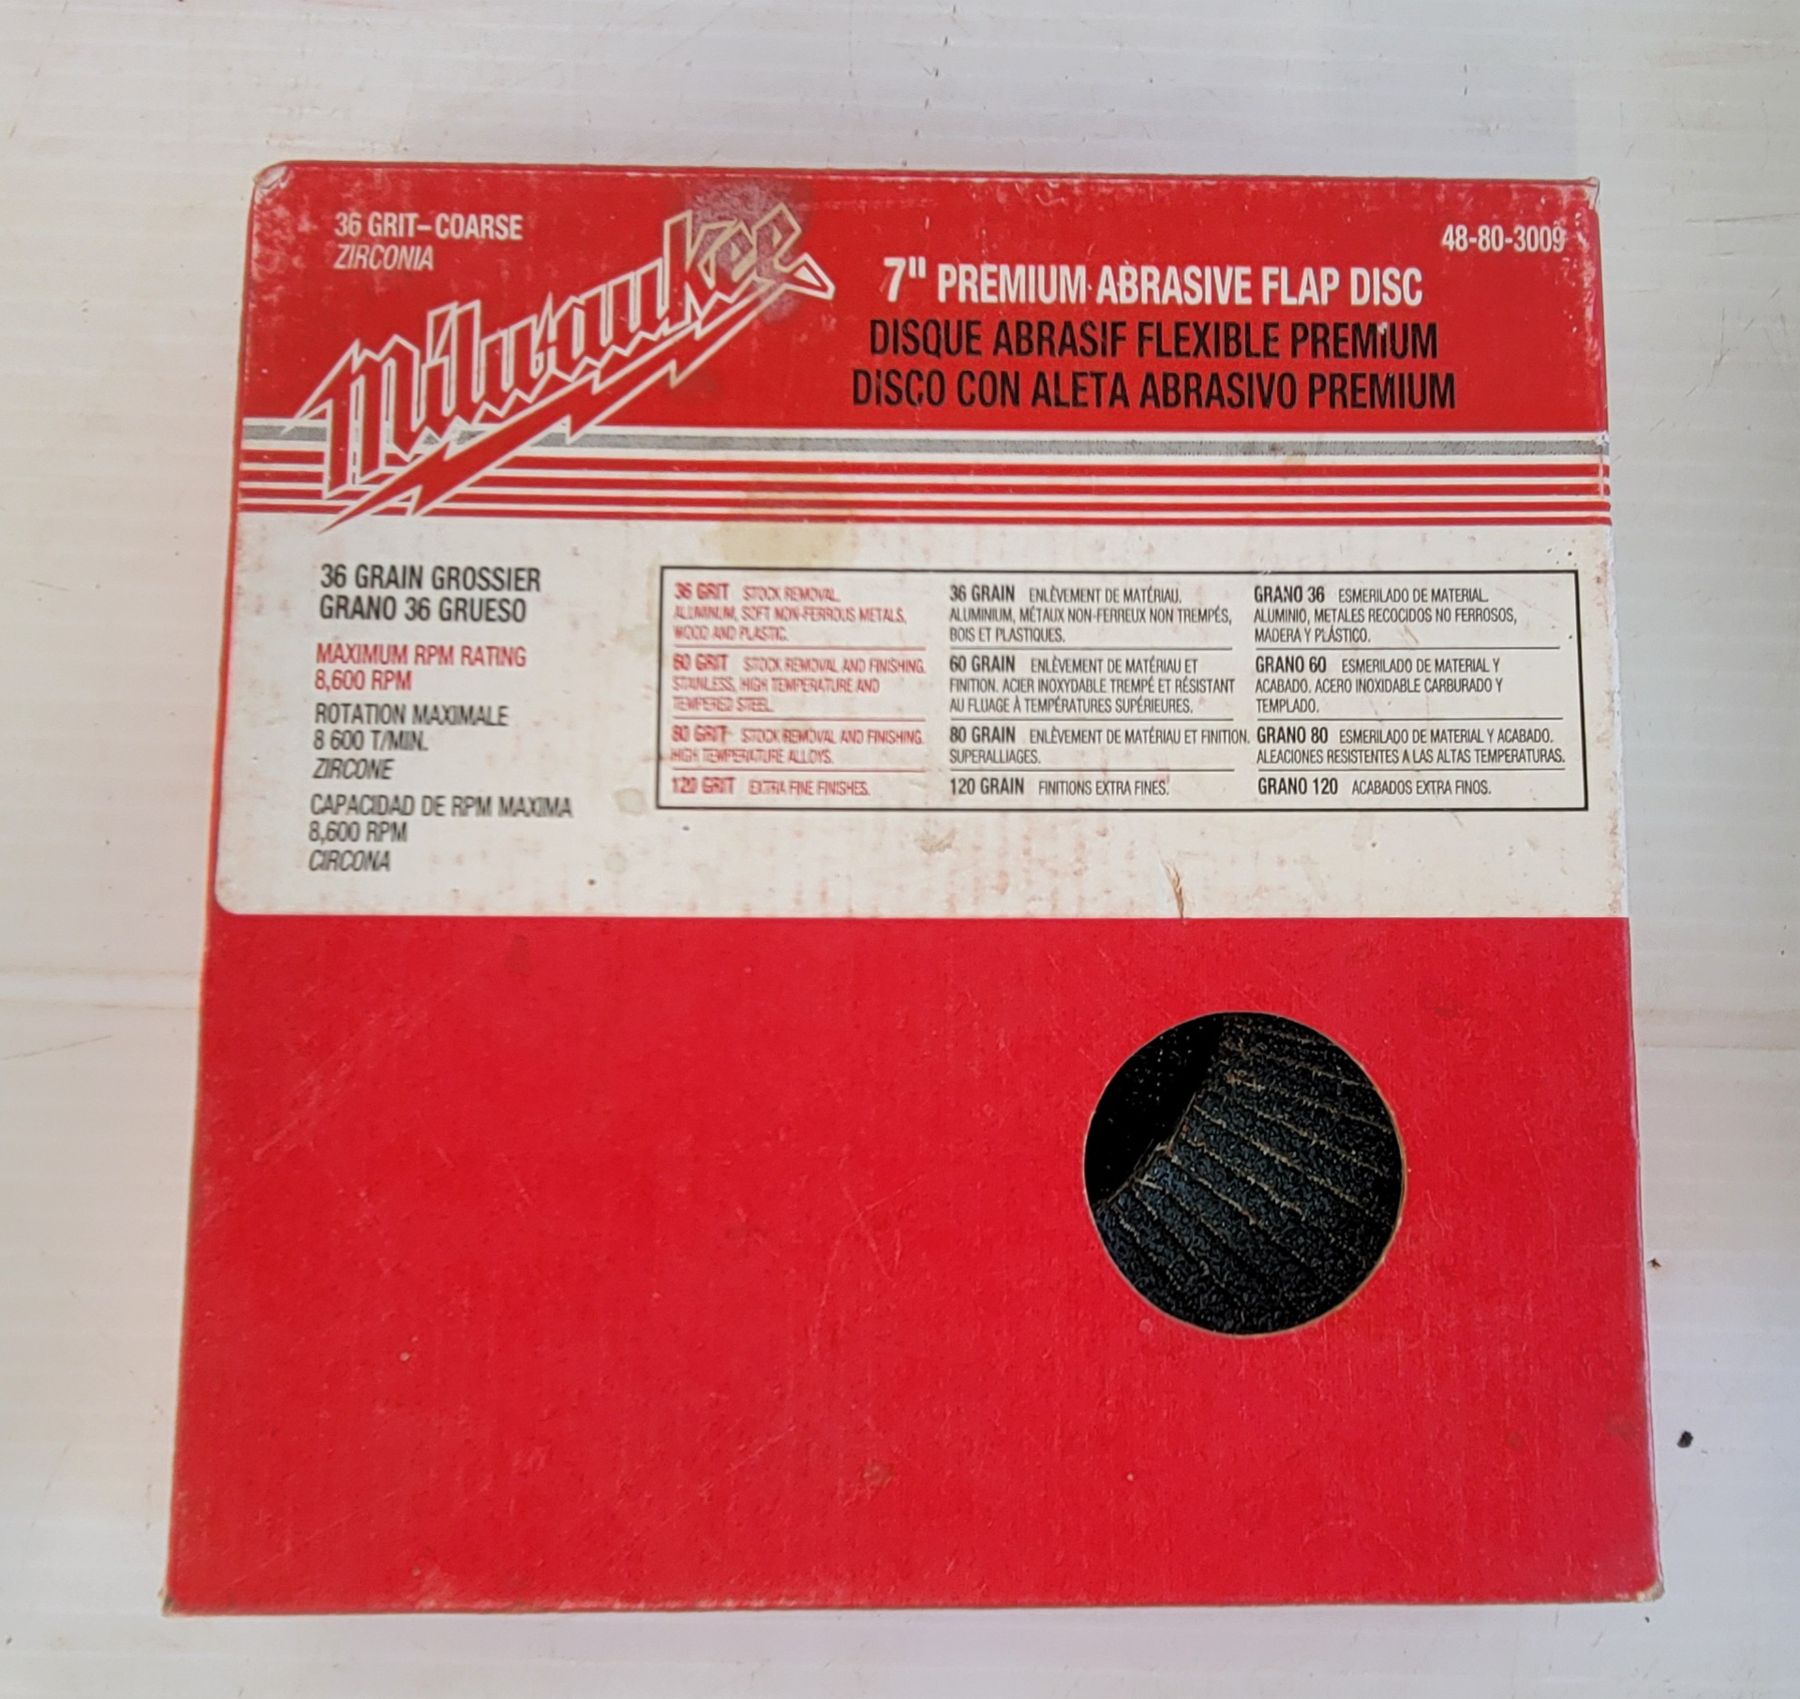 36 GRIT–COARSE
ZIRCONIA
Milwaukee
48-80-3009
7" PREMIUM ABRASIVE FLAP DISC
DISQUE ABRASIF FLEXIBLE PREMIUM
DISCO CON ALETA ABRASIVO PREMIUM
36 GRAIN GROSSIER
GRANO 36 GRUESO
MAXIMUM RPM RATING
8,600 RPM
ROTATION MAXIMALE
8 600 T/MIN.
ZIRCONE
CAPACIDAD DE RPM MAXIMA
8,600 RPM
CIRCONA
36 GRIT STOCK REMOVAL.
ALUMINUM, SOFT NON-FERROUS METALS,
WOOD AND PLASTIC.
60 GRIT STOCK REMOVAL AND FINISHING.
STAINLESS, HIGH TEMPERATURE AND
TEMPERED STEEL.
80 GRIT STOCK REMOVAL AND FINISHING.
HIGH TEMPERATURE ALLOYS.
120 GRIT EXTRA FINE FINISHES.
36 GRAIN ENLÈVEMENT DE MATÉRIAU.
ALUMINIUM, MÉTAUX NON-FERREUX NON TREMPÉS,
BOIS ET PLASTIQUES.
60 GRAIN ENLÈVEMENT DE MATÉRIAU ET
FINITION. ACIER INOXYDABLE TREMPÉ ET RÉSISTANT
AU FLUAGE À TEMPÉRATURES SUPÉRIEURES.
80 GRAIN ENLÈVEMENT DE MATÉRIAU ET FINITION.
SUPERALLIAGES.
120 GRAIN FINITIONS EXTRA FINES.
GRANO 36 ESMERILADO DE MATERIAL.
ALUMINIO, METALES RECOCIDOS NO FERROSOS,
MADERA Y PLÁSTICO.
GRANO 60 ESMERILADO DE MATERIAL Y
ACABADO. ACERO INOXIDABLE CARBURADO Y
TEMPLADO.
GRANO 80 ESMERILADO DE MATERIAL Y ACABADO.
ALEACIONES RESISTENTES A LAS ALTAS TEMPERATURAS.
GRANO 120 ACABADOS EXTRA FINOS.